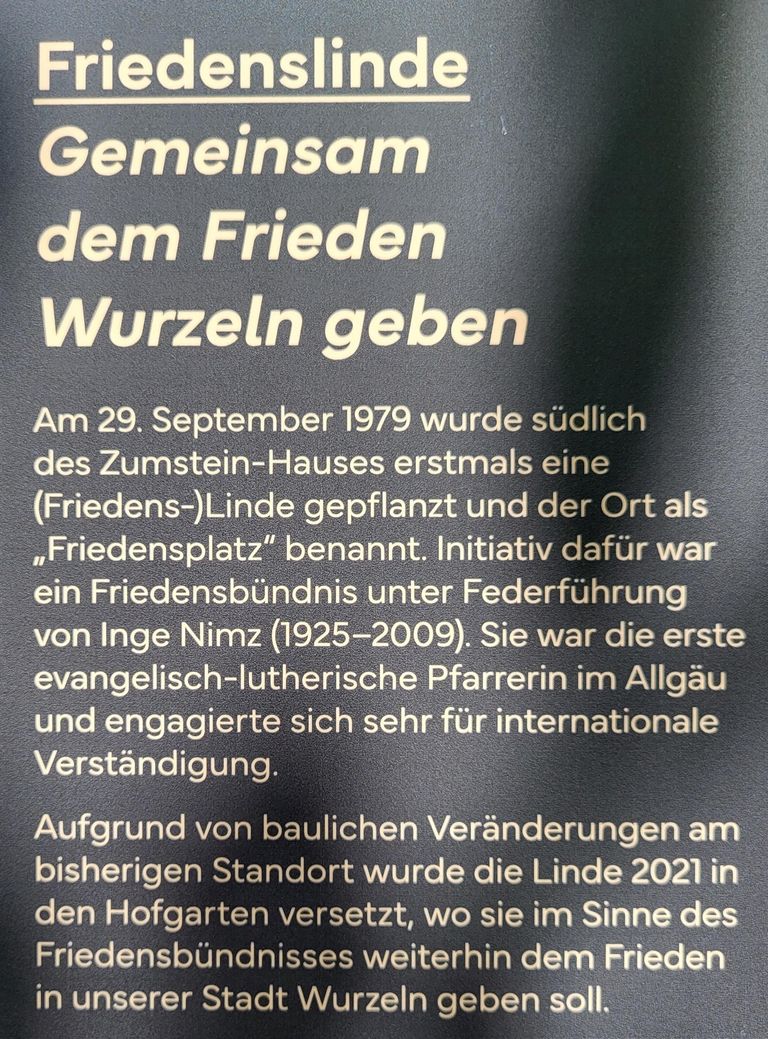 Friedenslinde
Gemeinsam
dem Frieden
Wurzeln geben
Am 29. September 1979 wurde südlich
des Zumstein-Hauses erstmals eine
(Friedens-)Linde gepflanzt und der Ort als
„Friedensplatz“ benannt. Initiativ dafür war
ein Friedensbündnis unter Federführung
von Inge Nimz (1925–2009). Sie war die erste
evangelisch-lutherische Pfarrerin im Allgäu
und engagierte sich sehr für internationale
Verständigung.
Aufgrund von baulichen Veränderungen am
bisherigen Standort wurde die Linde 2021 in
den Hofgarten versetzt, wo sie im Sinne des
Friedensbündnisses weiterhin dem Frieden
in unserer Stadt Wurzeln geben soll.